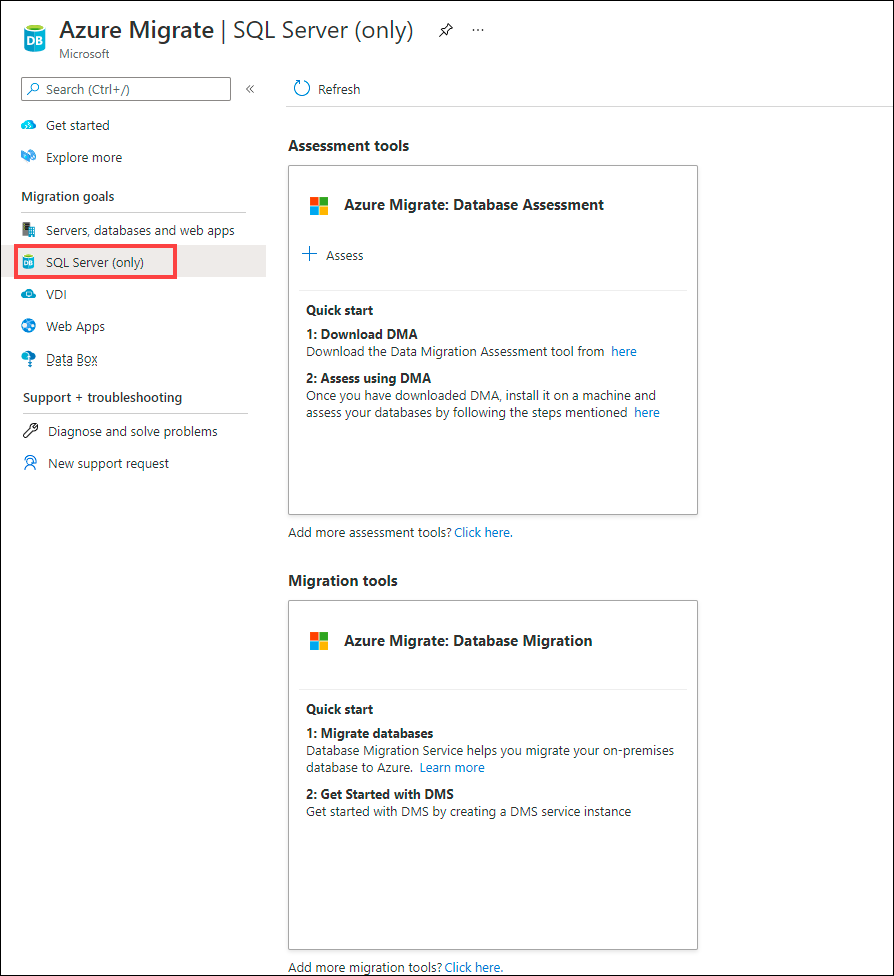 Azure Migrate | SQL Server (only)
Microsoft
Search (Ctrl+/)
Get started
Explore more
Migration goals
Servers, databases and web apps
SQL Server (only)
VDI
Web Apps
Data Box
Support + troubleshooting
Diagnose and solve problems
New support request
Refresh
Assessment tools
Azure Migrate: Database Assessment
Assess
Quick start
1: Download DMA
Download the Data Migration Assessment tool from here
2: Assess using DMA
Once you have downloaded DMA, install it on a machine and
assess your databases by following the steps mentioned here
Add more assessment tools? Click here.
Migration tools
Azure Migrate: Database Migration
Quick start
1: Migrate databases
Database Migration Service helps you migrate your on-premises
database to Azure. Learn more
2: Get Started with DMS
Get started with DMS by creating a DMS service instance
Add more migration tools? Click here.